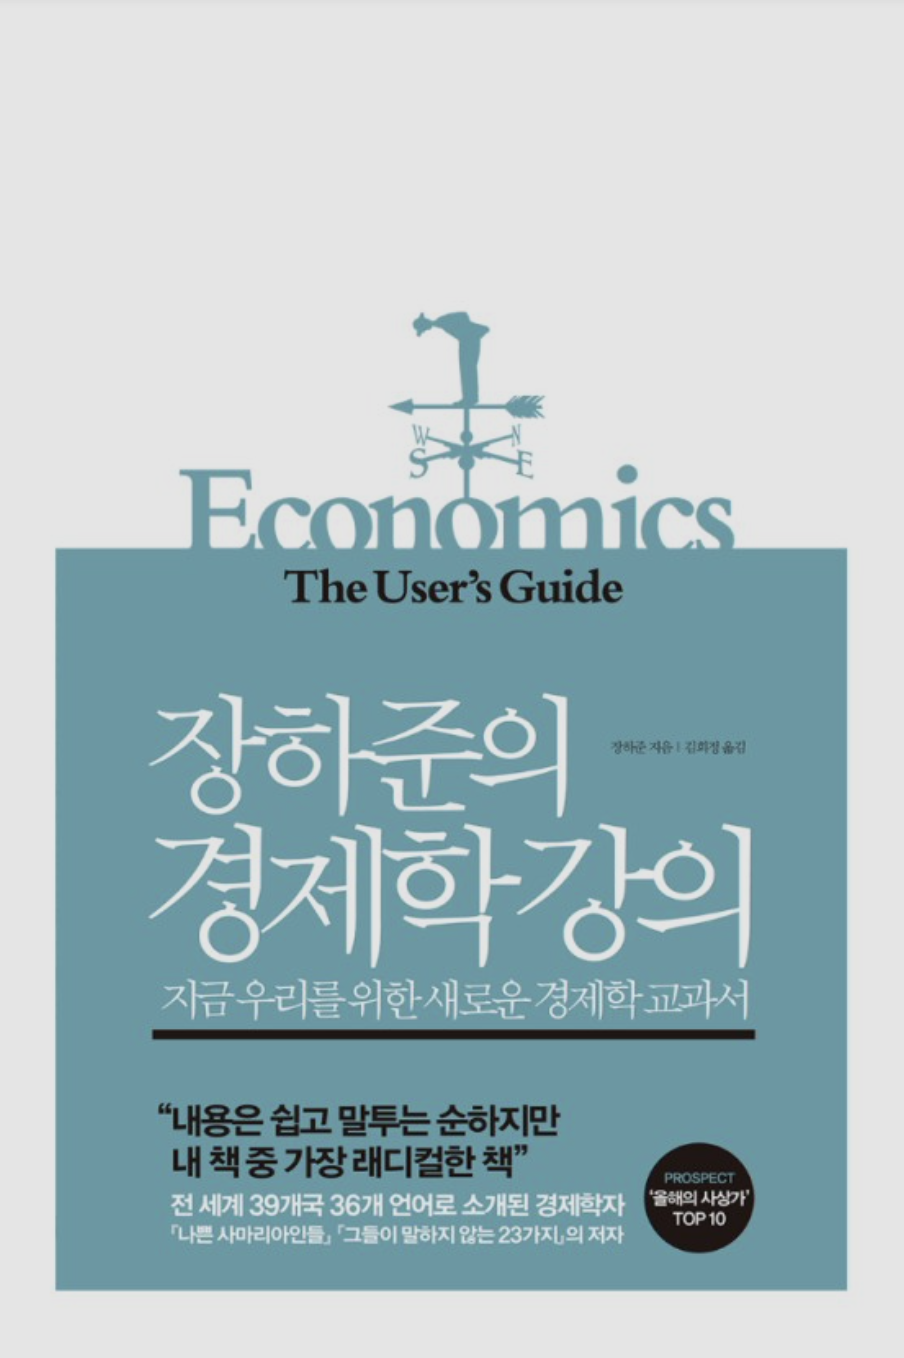 W N
S E
Economics
The User's Guide
장하준의
장하준 지음 | 김희정 옮김
경제학 강의
지금 우리를 위한 새로운 경제학 교과서
“내용은 쉽고 말투는 순하지만
내 책 중 가장 래디컬한 책”
전 세계 39개국 36개 언어로 소개된 경제학자
『나쁜 사마리아인들』 『그들이 말하지 않는 23가지』의 저자
PROSPECT
‘올해의 사상가’
TOP 10